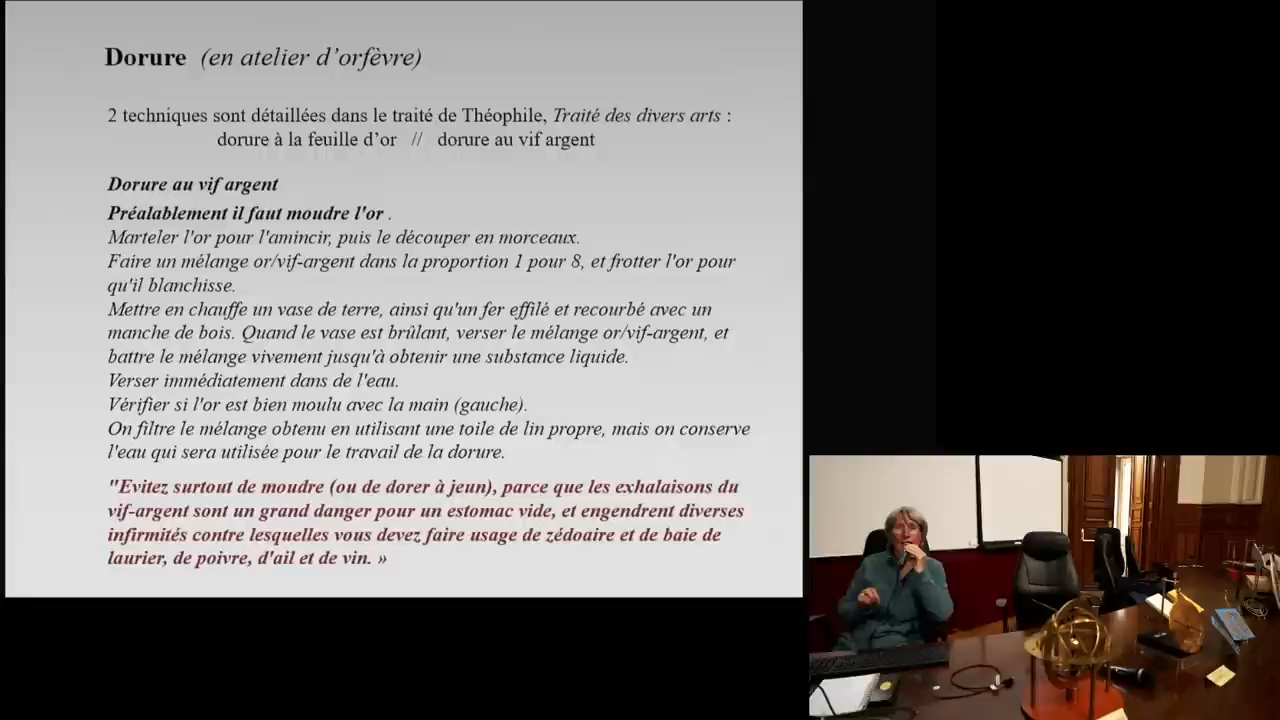 Dorure (en atelier d'orfèvre)
2 techniques sont détaillées dans le traité de Théophile, Traité des divers arts :
dorure à la feuille d'or // dorure au vif argent
Dorure au vif argent
Préalablement il faut moudre l'or .
Marteler l'or pour l'amincir, puis le découper en morceaux.
Faire un mélange or/vif-argent dans la proportion 1 pour 8, et frotter l'or pour
qu'il blanchisse.
Mettre en chauffe un vase de terre, ainsi qu'un fer effilé et recourbé avec un
manche de bois. Quand le vase est brûlant, verser le mélange or/vif-argent, et
battre le mélange vivement jusqu'à obtenir une substance liquide.
Verser immédiatement dans de l'eau.
Vérifier si l'or est bien moulu avec la main (gauche).
On filtre le mélange obtenu en utilisant une toile de lin propre, mais on conserve
l'eau qui sera utilisée pour le travail de la dorure.
"Evitez surtout de moudre (ou de dorer à jeun), parce que les exhalaisons du
vif-argent sont un grand danger pour un estomac vide, et engendrent diverses
infirmités contre lesquelles vous devez faire usage de zédoaire et de baie de
laurier, de poivre, d'ail et de vin. »